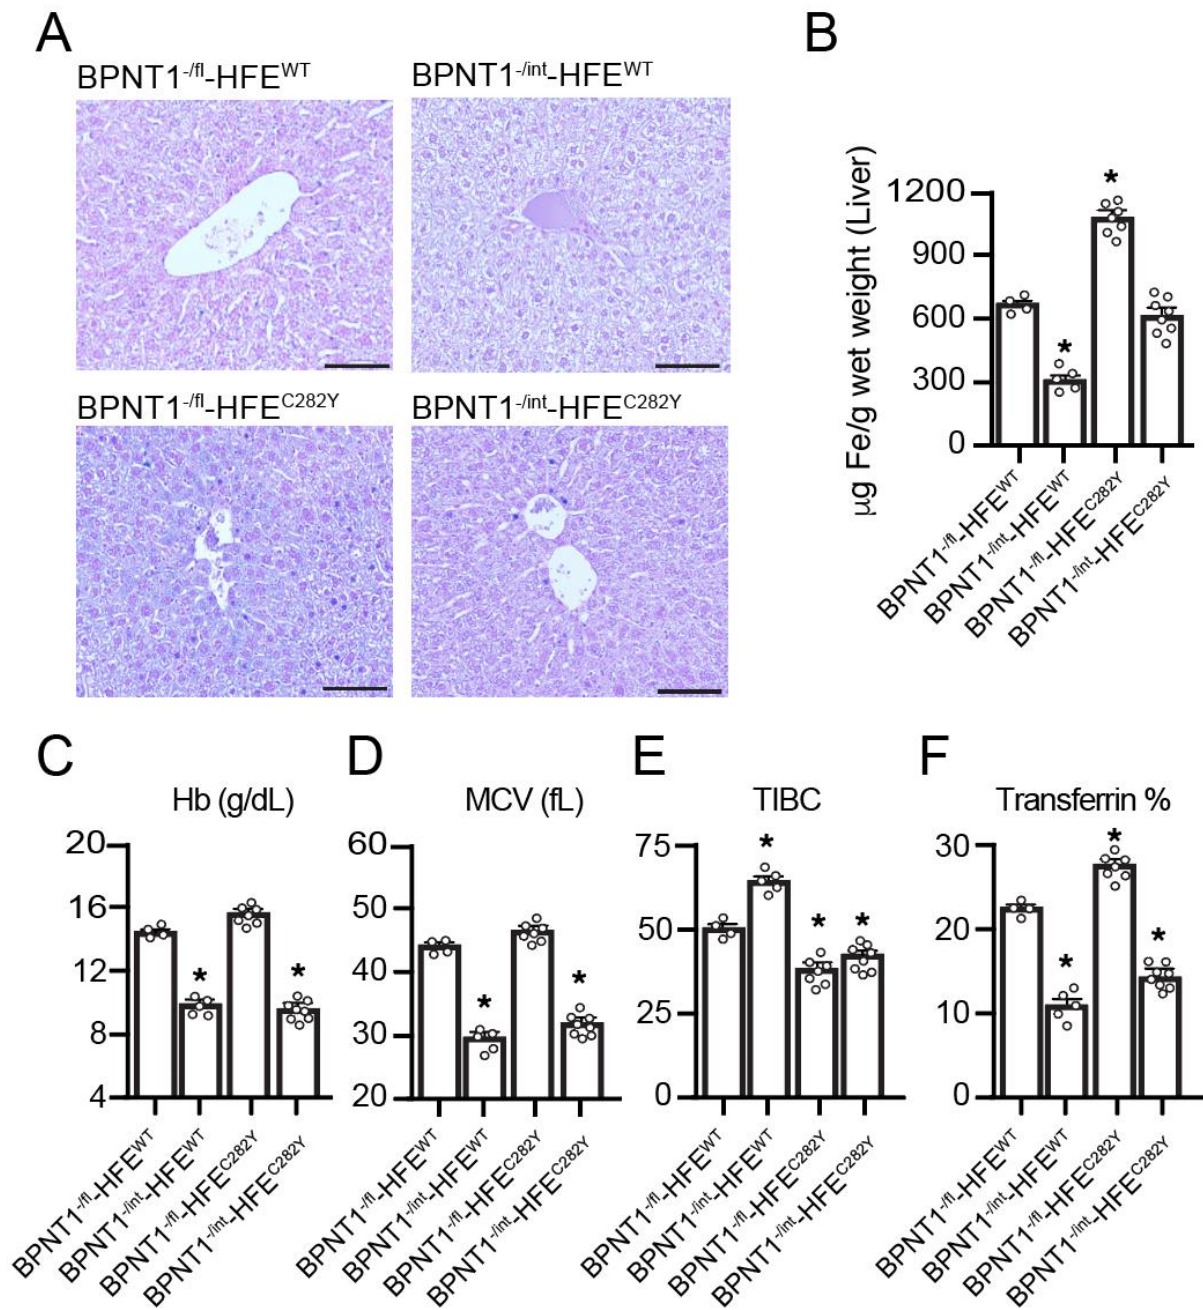 A
BPNT1-/fl-HFEWT
BPNT1-/int-HFEWT
BPNT1-/fl-HFEC282Y
BPNT1-/int-HFEC282Y
B
µg Fe/g wet weight (Liver)
1200
900
600
300
0
*
*
BPNT1-/fl-HFEWT
BPNT1-/int-HFEWT
BPNT1-/fl-HFEC282Y
BPNT1-/int-HFEC282Y
C
Hb (g/dL)
20
16
12
8
4
*
*
BPNT1-/fl-HFEWT
BPNT1-/int-HFEWT
BPNT1-/fl-HFEC282Y
BPNT1-/int-HFEC282Y
D
MCV (fL)
60
50
40
30
20
*
*
BPNT1-/fl-HFEWT
BPNT1-/int-HFEWT
BPNT1-/fl-HFEC282Y
BPNT1-/int-HFEC282Y
E
TIBC
75
50
25
0
*
*
*
BPNT1-/fl-HFEWT
BPNT1-/int-HFEWT
BPNT1-/fl-HFEC282Y
BPNT1-/int-HFEC282Y
F
Transferrin %
30
20
10
0
*
*
*
BPNT1-/fl-HFEWT
BPNT1-/int-HFEWT
BPNT1-/fl-HFEC282Y
BPNT1-/int-HFEC282Y